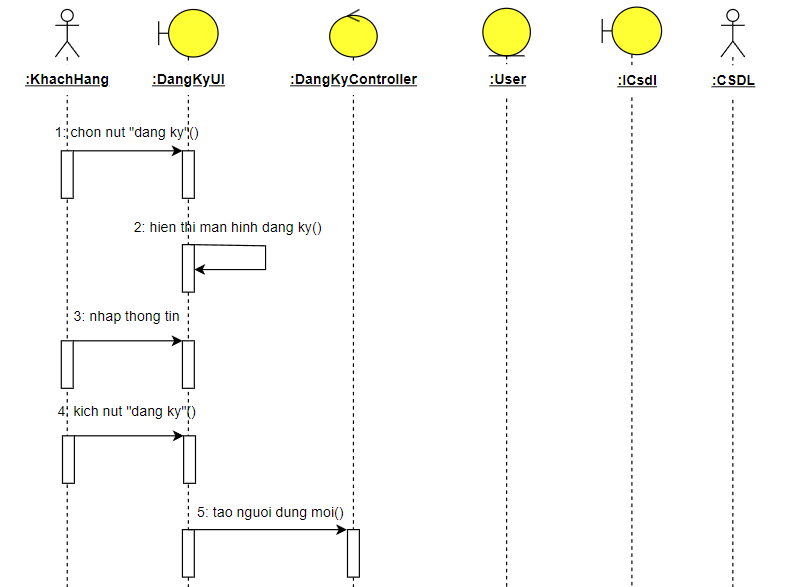 :KhachHang
:DangKyUI
:DangKyController
:User
:ICsdl
:CSDL
1: chon nut "dang ky"()
2: hien thi man hinh dang ky()
3: nhap thong tin
4: kich nut "dang ky"()
5: tao nguoi dung moi()